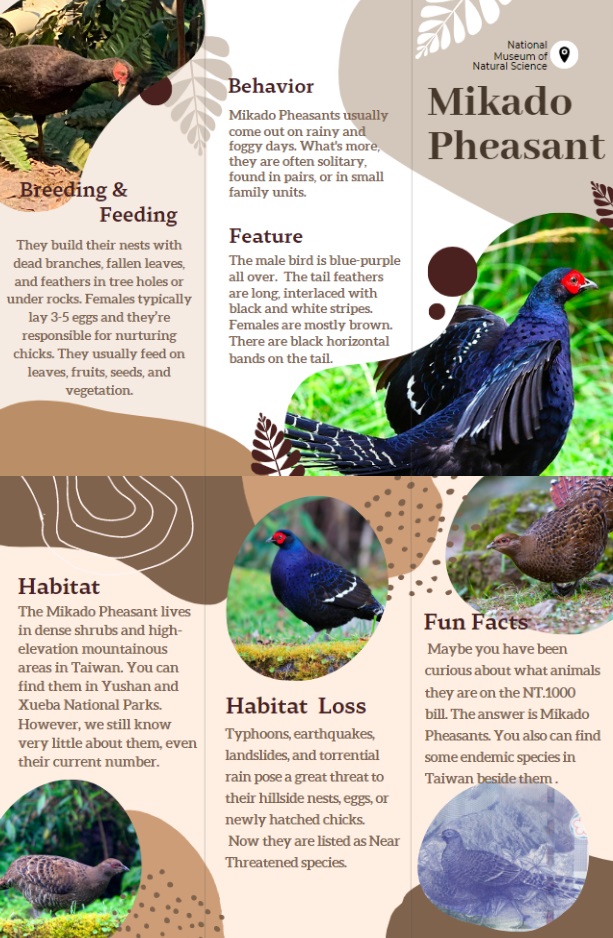 Breeding &
Feeding
They build their nests with
dead branches, fallen leaves,
and feathers in tree holes or
under rocks. Females typically
lay 3-5 eggs and they're
responsible for nurturing
chicks. They usually feed on
leaves, fruits, seeds, and
vegetation.
Behavior
Mikado Pheasants usually
come out on rainy and
foggy days. What's more,
they are often solitary,
found in pairs, or in small
family units.
Feature
The male bird is blue-purple
all over. The tail feathers
are long, interlaced with
black and white stripes.
Females are mostly brown.
There are black horizontal
bands on the tail.
National
Museum of
Natural Science
Mikado
Pheasant
Habitat
The Mikado Pheasant lives
in dense shrubs and high-
elevation mountainous
areas in Taiwan. You can
find them in Yushan and
Xueba National Parks.
However, we still know
very little about them, even
their current number.
Habitat Loss
Typhoons, earthquakes,
landslides, and torrential
rain pose a great threat to
their hillside nests, eggs, or
newly hatched chicks.
Now they are listed as Near
Threatened species.
Fun Facts
Maybe you have been
curious about what animals
they are on the NT.1000
bill. The answer is Mikado
Pheasants. You also can find
some endemic species in
Taiwan beside them .